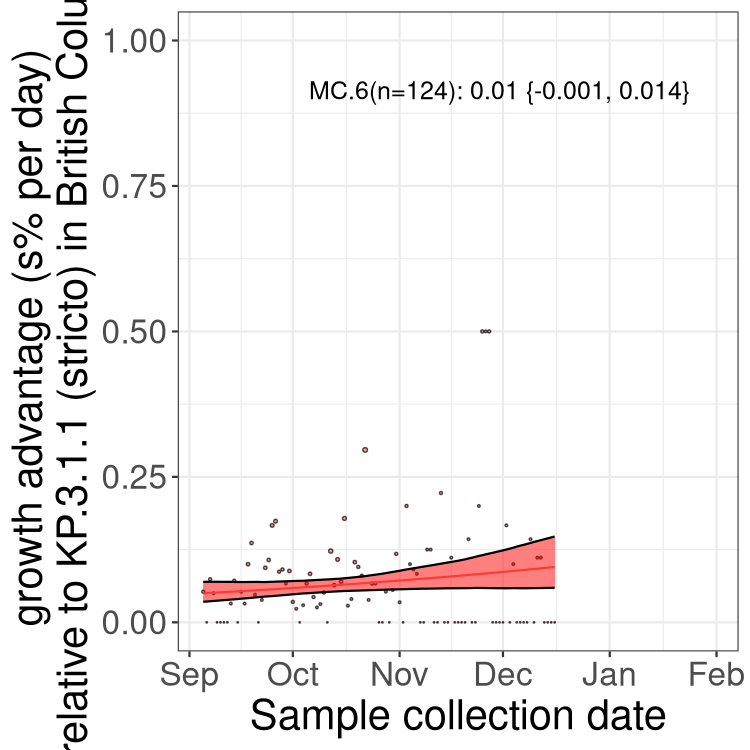 growth advantage (s% per day)
relative to KP.3.1.1 (stricto) in British Colu
1.00
0.75
0.50
0.25
0.00
MC.6(n=124): 0.01 {-0.001, 0.014}
Sep Oct Nov Dec Jan Feb
Sample collection date